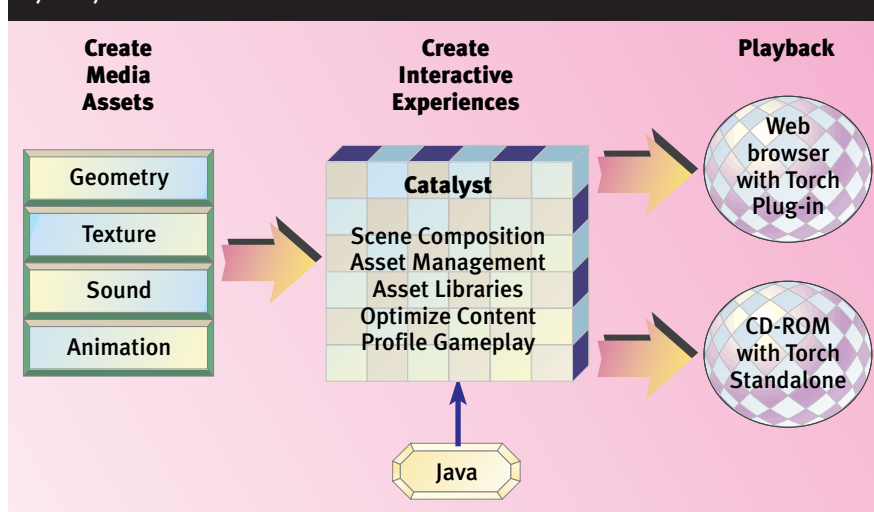 Create
Media
Assets
Create
Interactive
Experiences
Playback
Geometry
Texture
Sound
Animation
Catalyst
Scene Composition
Asset Management
Asset Libraries
Optimize Content
Profile Gameplay
Java
Web
browser
with Torch
Plug-in
CD-ROM
with Torch
Standalone